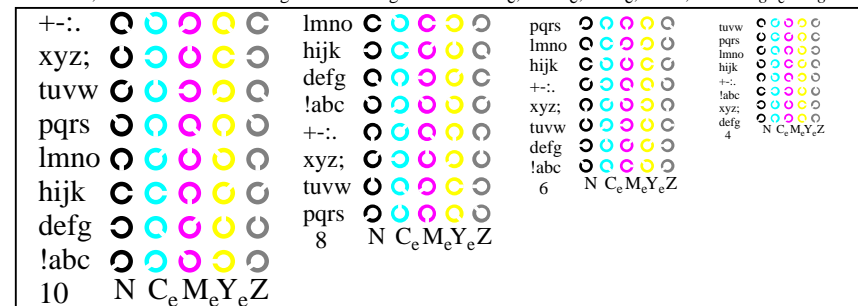 +-:.
xyz;
tuvw
pqrs
lmno
hijk
defg
!abc
10 N CeMeYeZ
lmno
hijk
defg
!abc
+-:.
xyz;
tuvw
pqrs
8 N CeMeYeZ
pqrs
lmno
hijk
+-:.
xyz;
tuvw
defg
!abc
6 N CeMeYeZ
tuvw
pqrs
lmno
hijk
+-:.
!abc
xyz;
defg
4 N CeMeYeZ